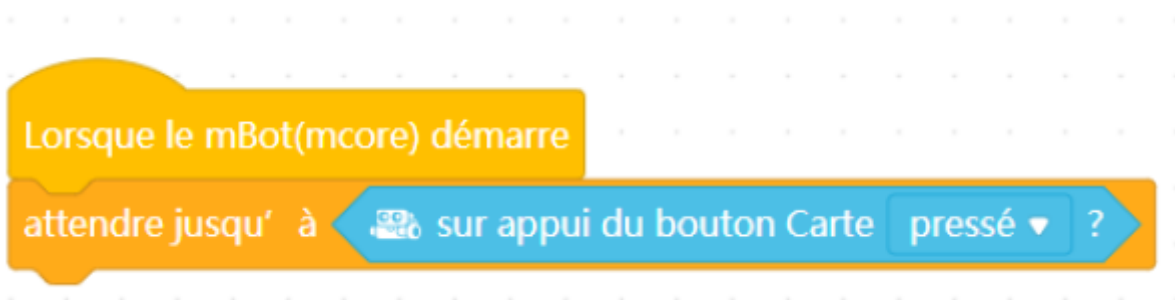 Lorsque le mBot(mcore) démarre
attendre jusqu' à sur appui du bouton Carte pressé ?